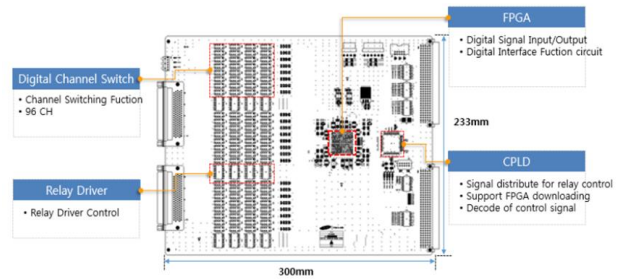 FPGA
• Digital Signal Input/Output
• Digital Interface Fuction circuit
Digital Channel Switch
• Channel Switching Fuction
• 96 CH
233mm
CPLD
• Signal distribute for relay control
• Support FPGA downloading
• Decode of control signal
Relay Driver
• Relay Driver Control
300mm